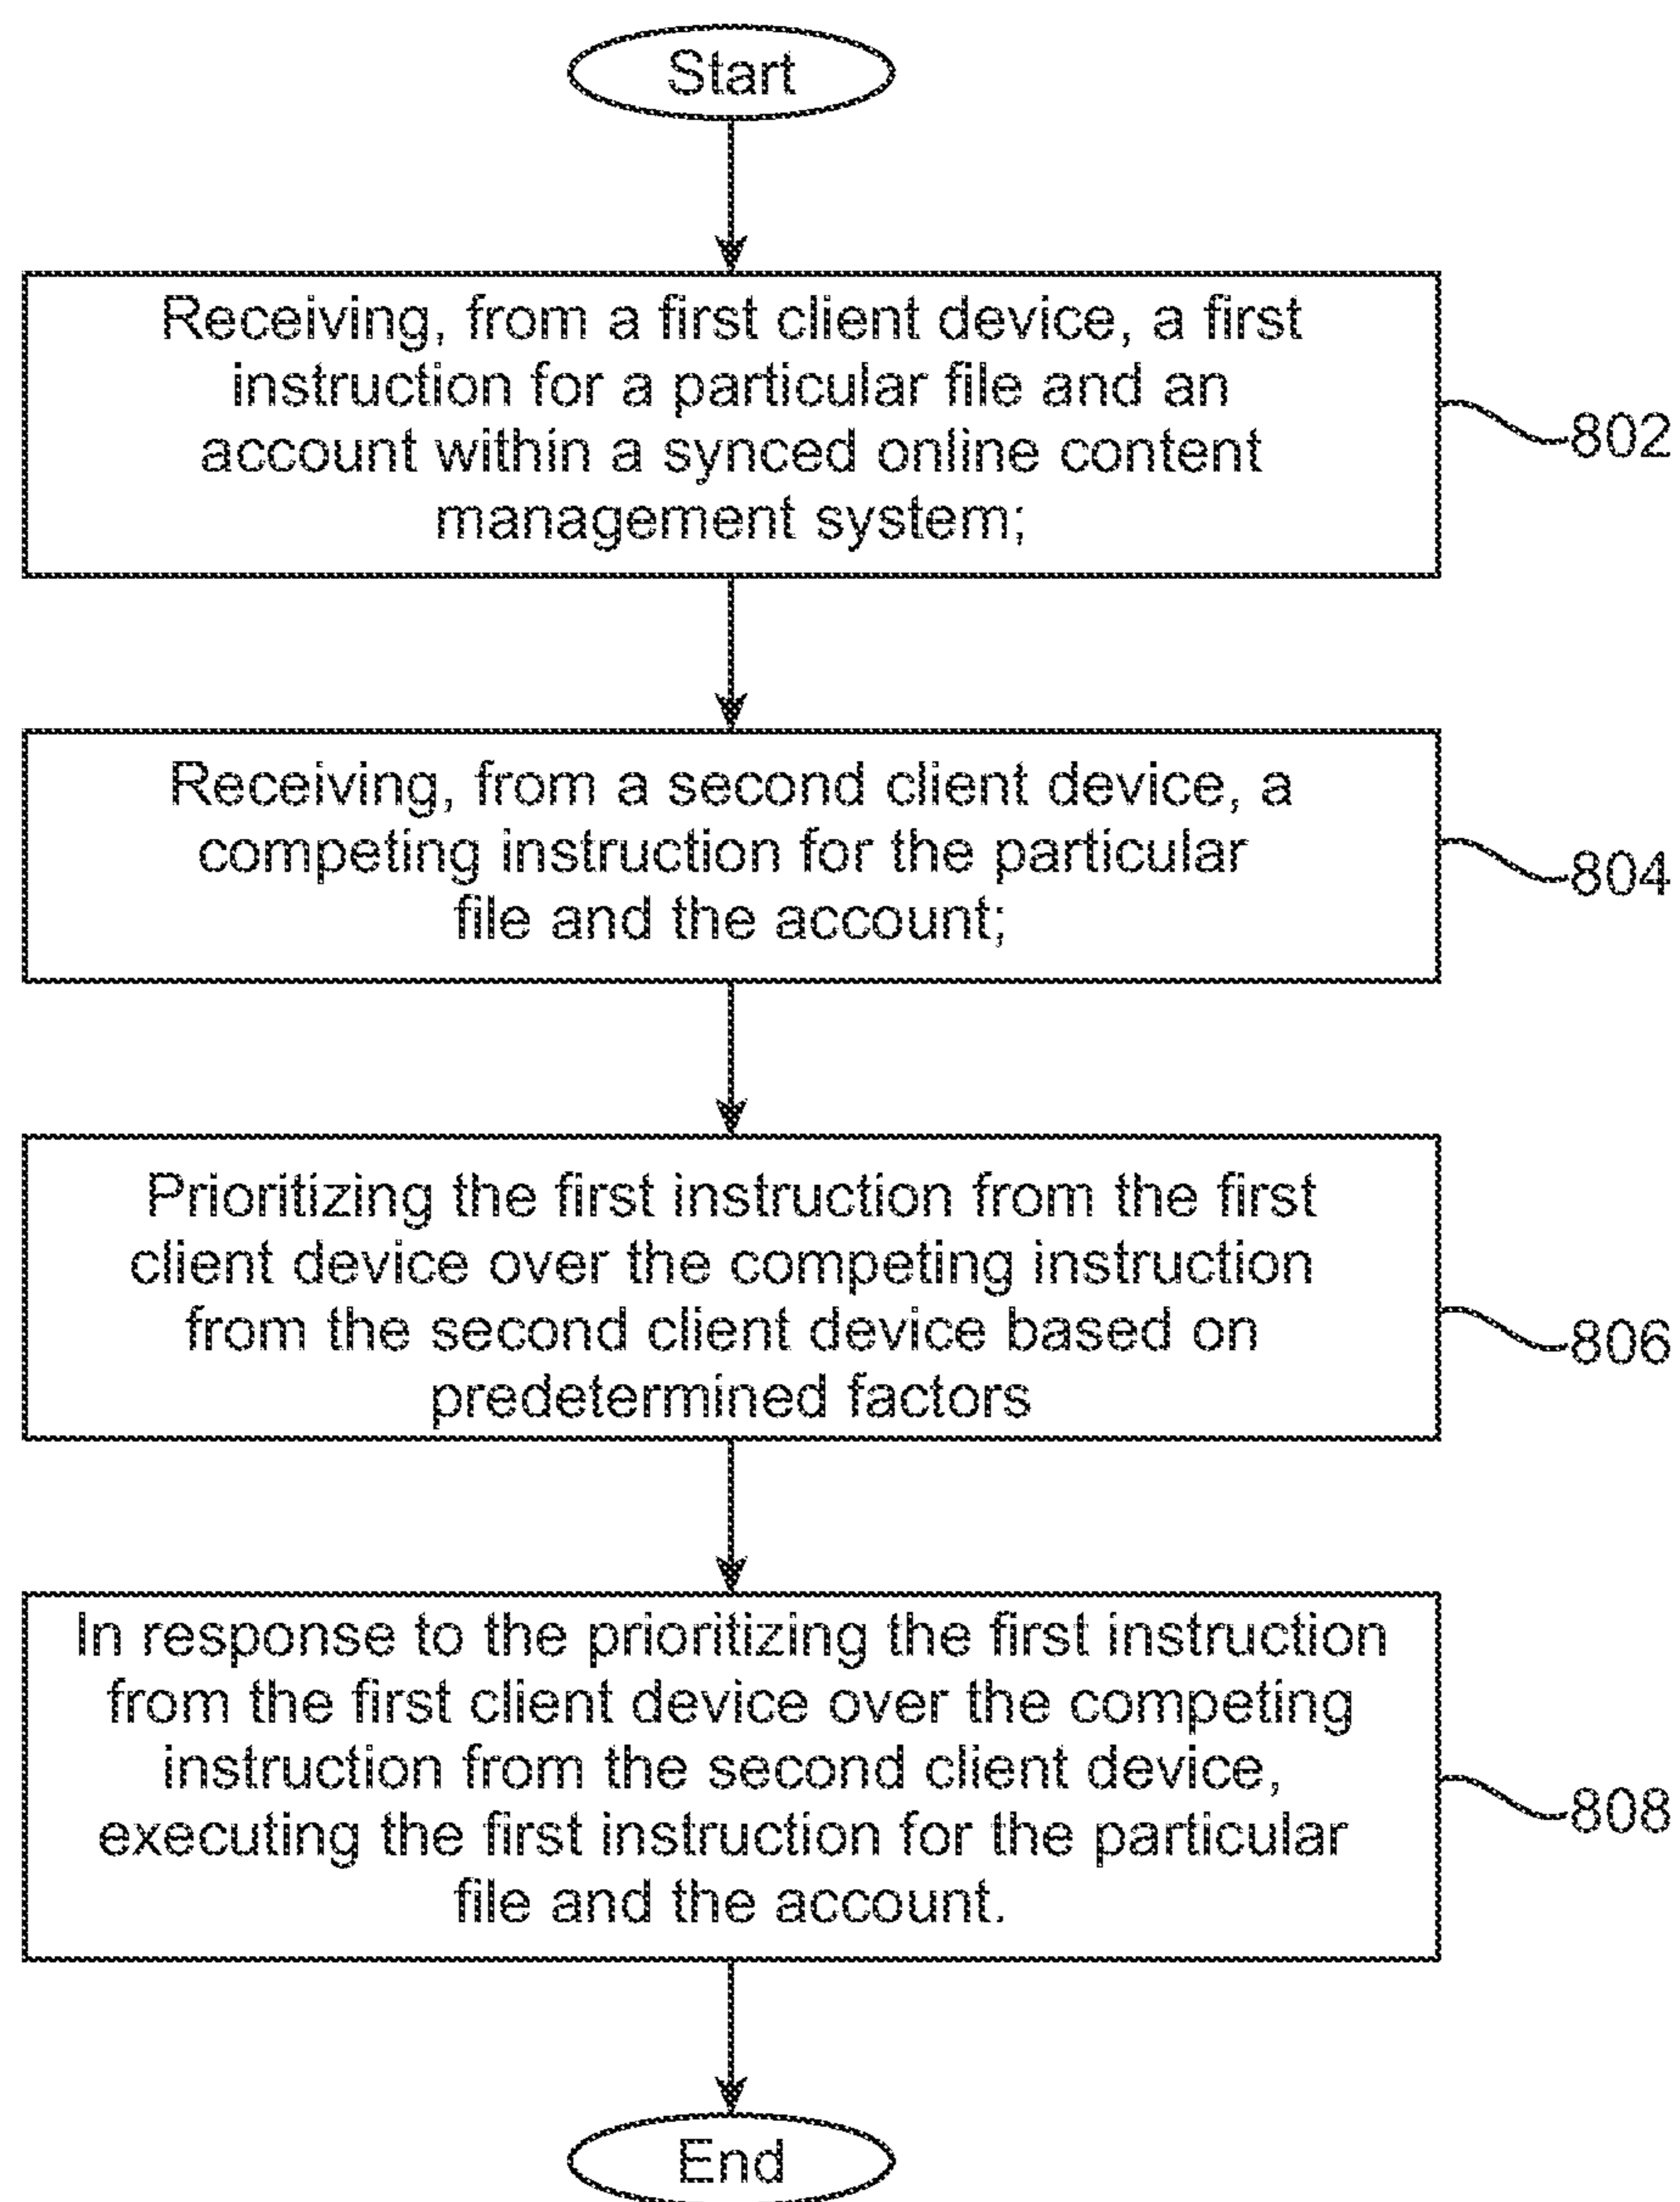 Start
Receiving, from a first client device, a first
instruction for a particular file and an
account within a synced online content
management system;
802
Receiving, from a second client device, a
competing instruction for the particular
file and the account;
804
Prioritizing the first instruction from the first
client device over the competing instruction
from the second client device based on
predetermined factors
806
In response to the prioritizing the first instruction
from the first client device over the competing
instruction from the second client device,
executing the first instruction for the particular
file and the account.
808
End